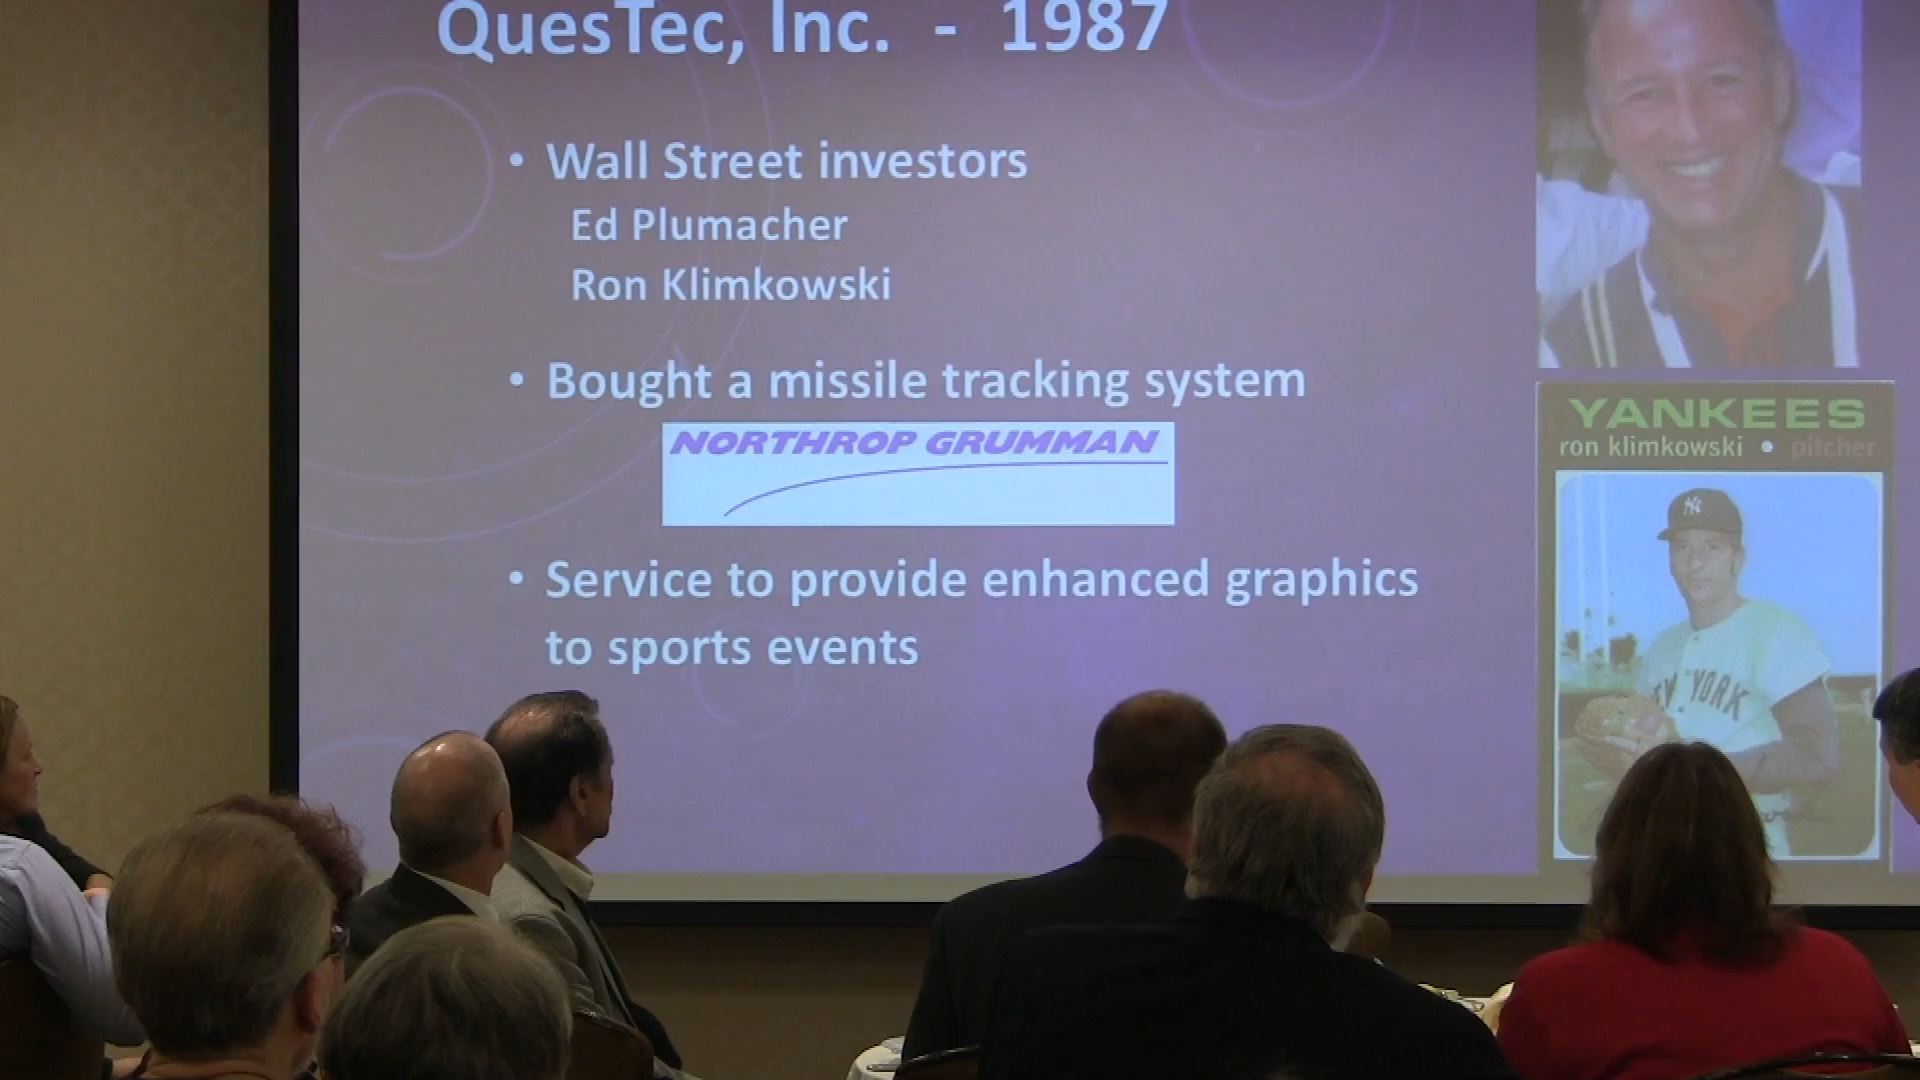 QuesTec, Inc. - 1987
• Wall Street investors
Ed Plumacher
Ron Klimkowski
• Bought a missile tracking system
NORTHROP GRUMMAN
• Service to provide enhanced graphics
to sports events
YANKEES
ron klimkowski • pitcher
NY
NEW YORK